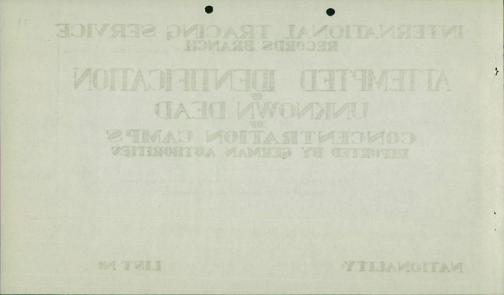 INTERNATIONAL TRACING SERVICE
RECORDS BRANCH
ATTEMPTED IDENTIFICATION
OF
UNKNOWN DEAD
OF
CONCENTRATION CAMPS
REPORTED BY GERMAN AUTHORITIES
NATIONALITY LIST Nº